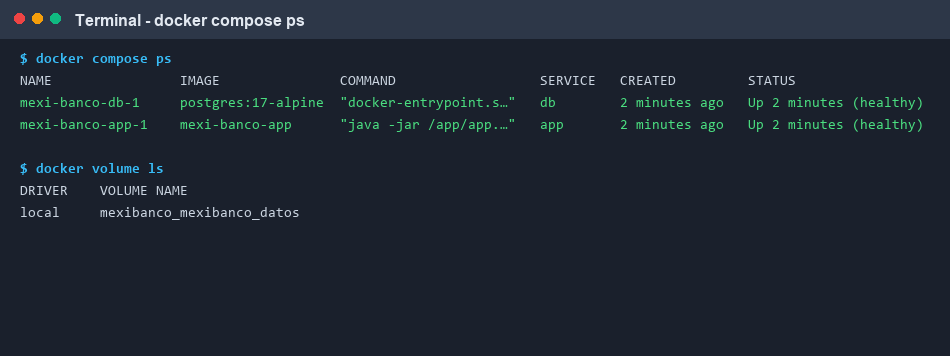 Terminal - docker compose ps
$ docker compose ps
NAME IMAGE COMMAND SERVICE CREATED STATUS
mexi-banco-db-1 postgres:17-alpine "docker-entrypoint.s…" db 2 minutes ago Up 2 minutes (healthy)
mexi-banco-app-1 mexi-banco-app "java -jar /app/app.…" app 2 minutes ago Up 2 minutes (healthy)
$ docker volume ls
DRIVER VOLUME NAME
local mexibanco_mexibanco_datos